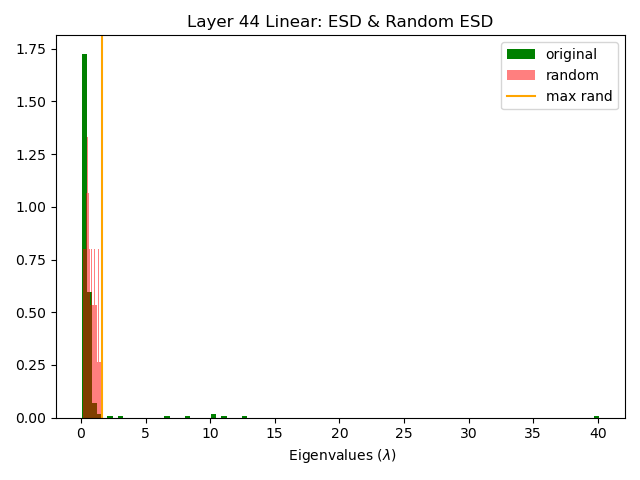 Layer 44 Linear: ESD & Random ESD
original
random
max rand
1.75
1.50
1.25
1.00
0.75
0.50
0.25
0.00
0 5 10 15 20 25 30 35 40
Eigenvalues (λ)